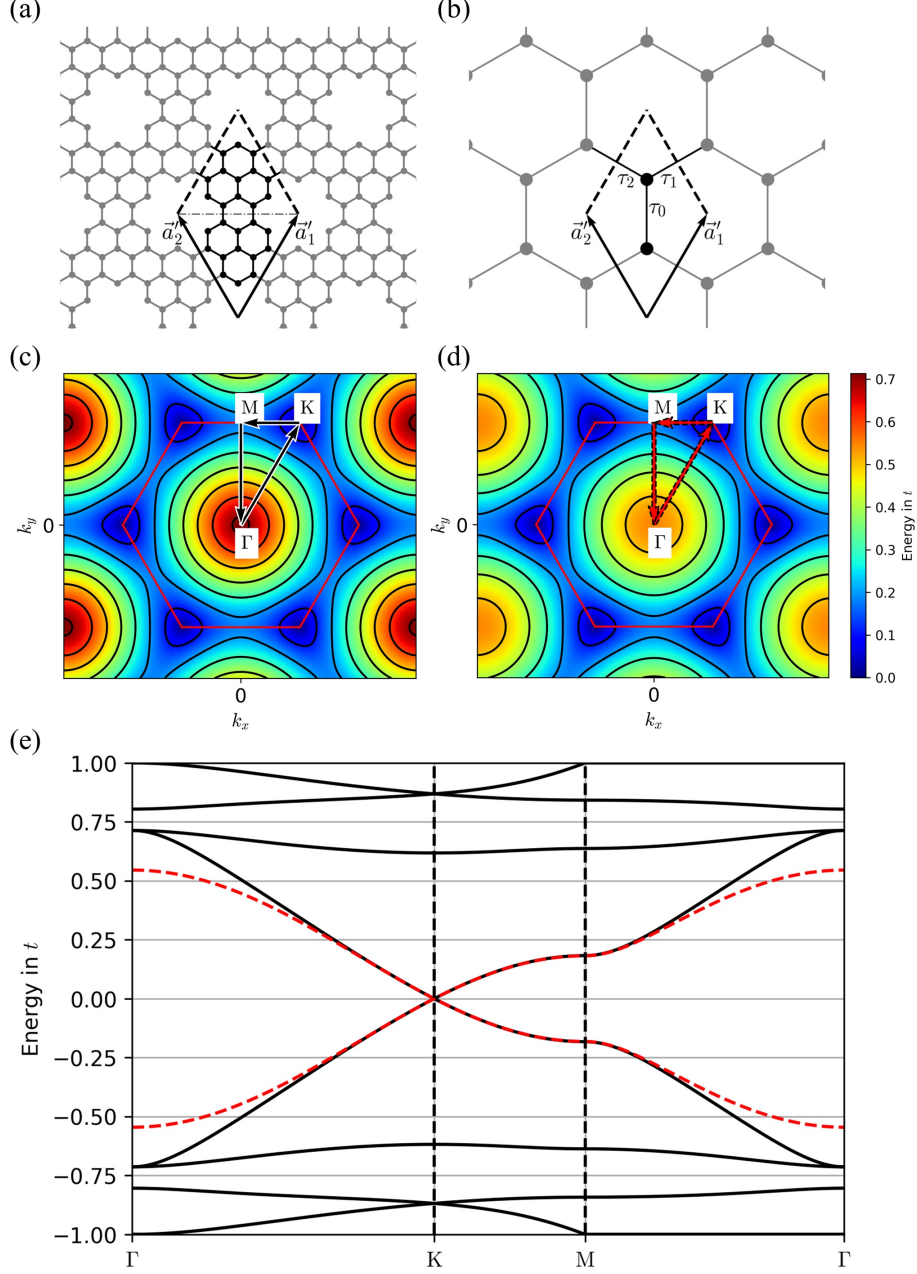 (a) (b)
a⃗′₂ a⃗′₁
τ₂ τ₁
τ₀
a⃗′₂ a⃗′₁
(c) (d)
M K
Γ
k_y 0
0
k_x
M K
Γ
k_y 0
0
k_x
0.7
0.6
0.5
0.4
0.3
0.2
0.1
0.0
Energy in t
(e)
1.00
0.75
0.50
0.25
0.00
−0.25
−0.50
−0.75
−1.00
Energy in t
Γ K M Γ